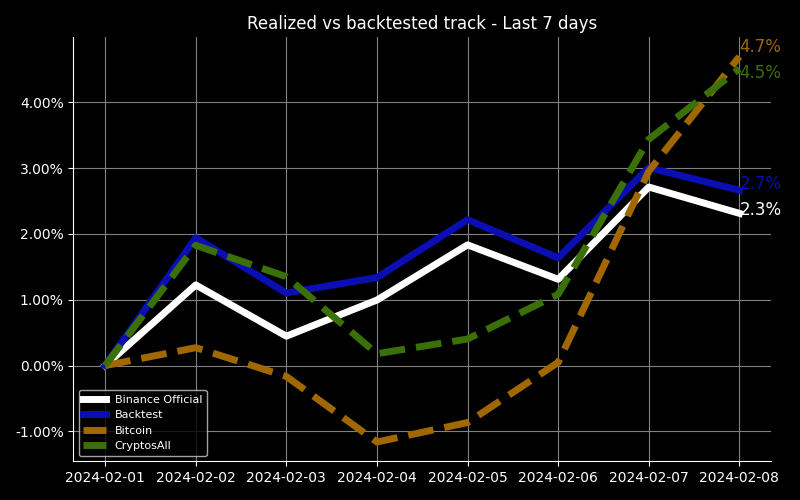 Realized vs backtested track - Last 7 days
4.7%
4.5%
4.00%
3.00%
2.7%
2.3%
2.00%
1.00%
0.00%
-1.00%
Binance Official
Backtest
Bitcoin
CryptosAll
2024-02-01 2024-02-02 2024-02-03 2024-02-04 2024-02-05 2024-02-06 2024-02-07 2024-02-08